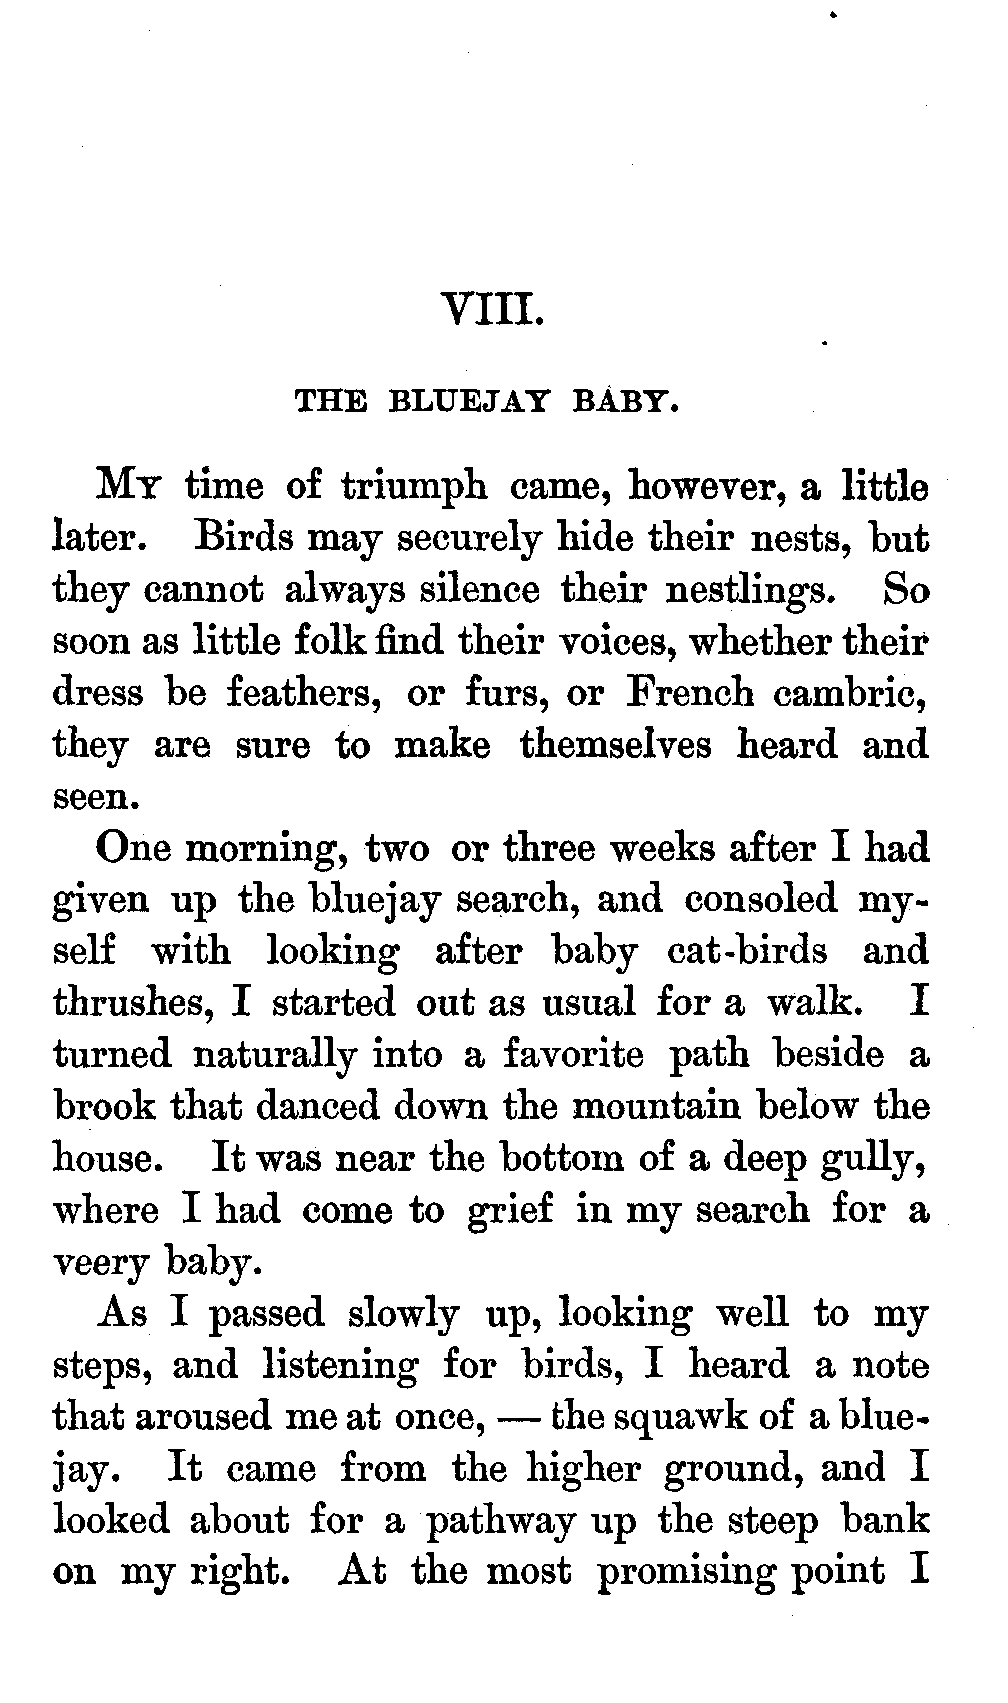 VIII.
THE BLUEJAY BABY.
My time of triumph came, however, a little
later. Birds may securely hide their nests, but
they cannot always silence their nestlings. So
soon as little folk find their voices, whether their
dress be feathers, or furs, or French cambric,
they are sure to make themselves heard and
seen.
One morning, two or three weeks after I had
given up the bluejay search, and consoled my-
self with looking after baby cat-birds and
thrushes, I started out as usual for a walk. I
turned naturally into a favorite path beside a
brook that danced down the mountain below the
house. It was near the bottom of a deep gully,
where I had come to grief in my search for a
veery baby.
As I passed slowly up, looking well to my
steps, and listening for birds, I heard a note
that aroused me at once, — the squawk of a blue-
jay. It came from the higher ground, and I
looked about for a pathway up the steep bank
on my right. At the most promising point I